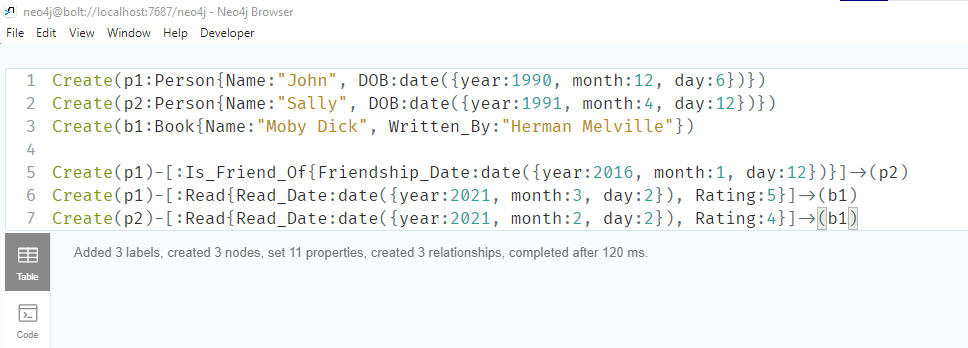 neo4j@bolt://localhost:7687/neo4j - Neo4j Browser
File Edit View Window Help Developer
1 Create(p1:Person{Name:"John", DOB:date({year:1990, month:12, day:6})})
2 Create(p2:Person{Name:"Sally", DOB:date({year:1991, month:4, day:12})})
3 Create(b1:Book{Name:"Moby Dick", Written_By:"Herman Melville"})
4
5 Create(p1)-[:Is_Friend_Of{Friendship_Date:date({year:2016, month:1, day:12})}]→(p2)
6 Create(p1)-[:Read{Read_Date:date({year:2021, month:3, day:2}), Rating:5}]→(b1)
7 Create(p2)-[:Read{Read_Date:date({year:2021, month:2, day:2}), Rating:4}]→(b1)
Added 3 labels, created 3 nodes, set 11 properties, created 3 relationships, completed after 120 ms.
Table
Code